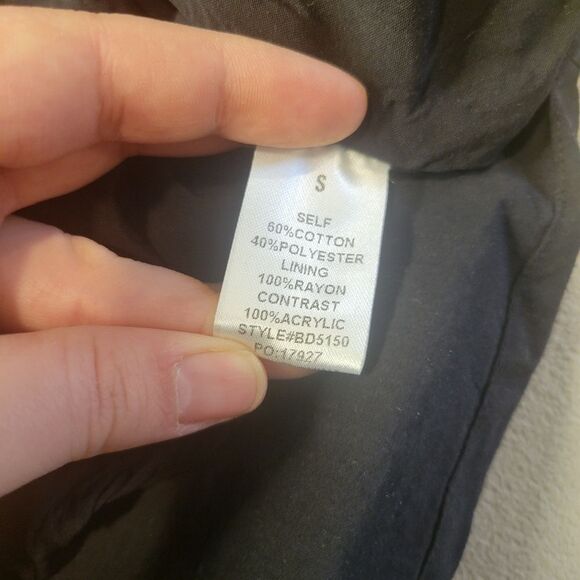 S
SELF
60%COTTON
40%POLYESTER
LINING
100%RAYON
CONTRAST
100%ACRYLIC
STYLE#BD5150
PO:17927